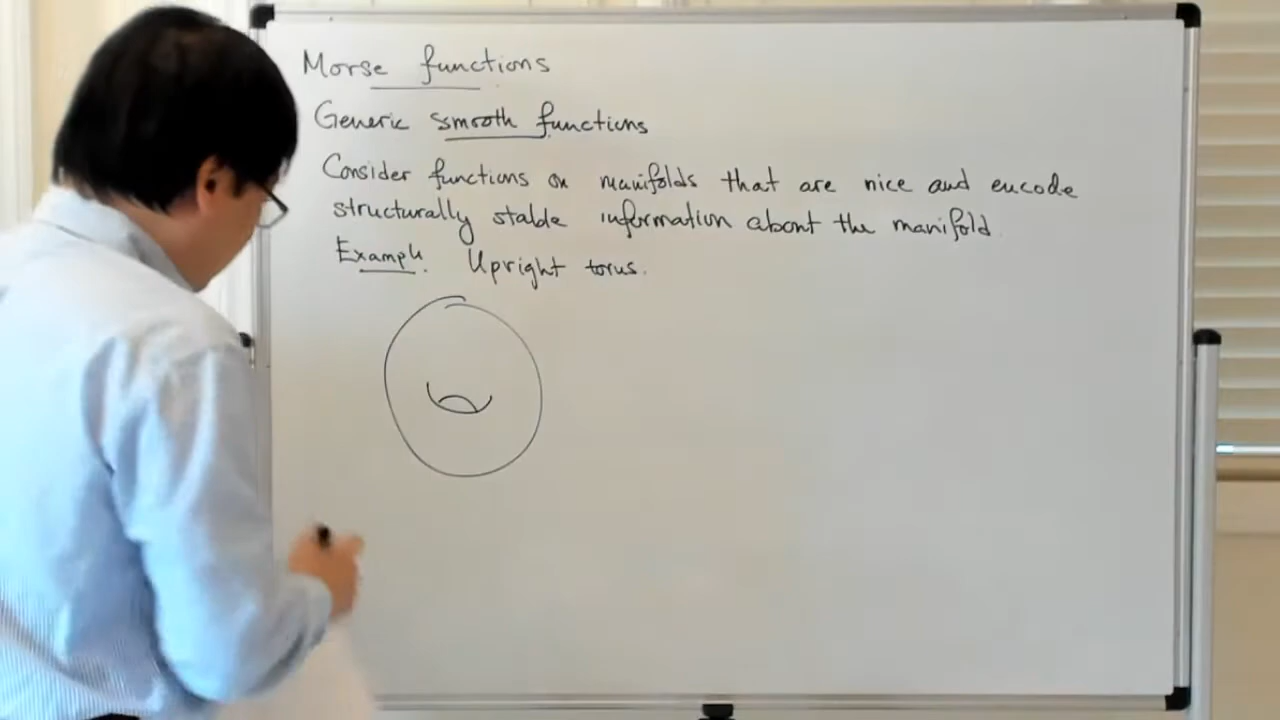 Morse functions
Generic smooth functions
Consider functions on manifolds that are nice and encode
structurally stable information about the manifold.
Example. Upright torus.